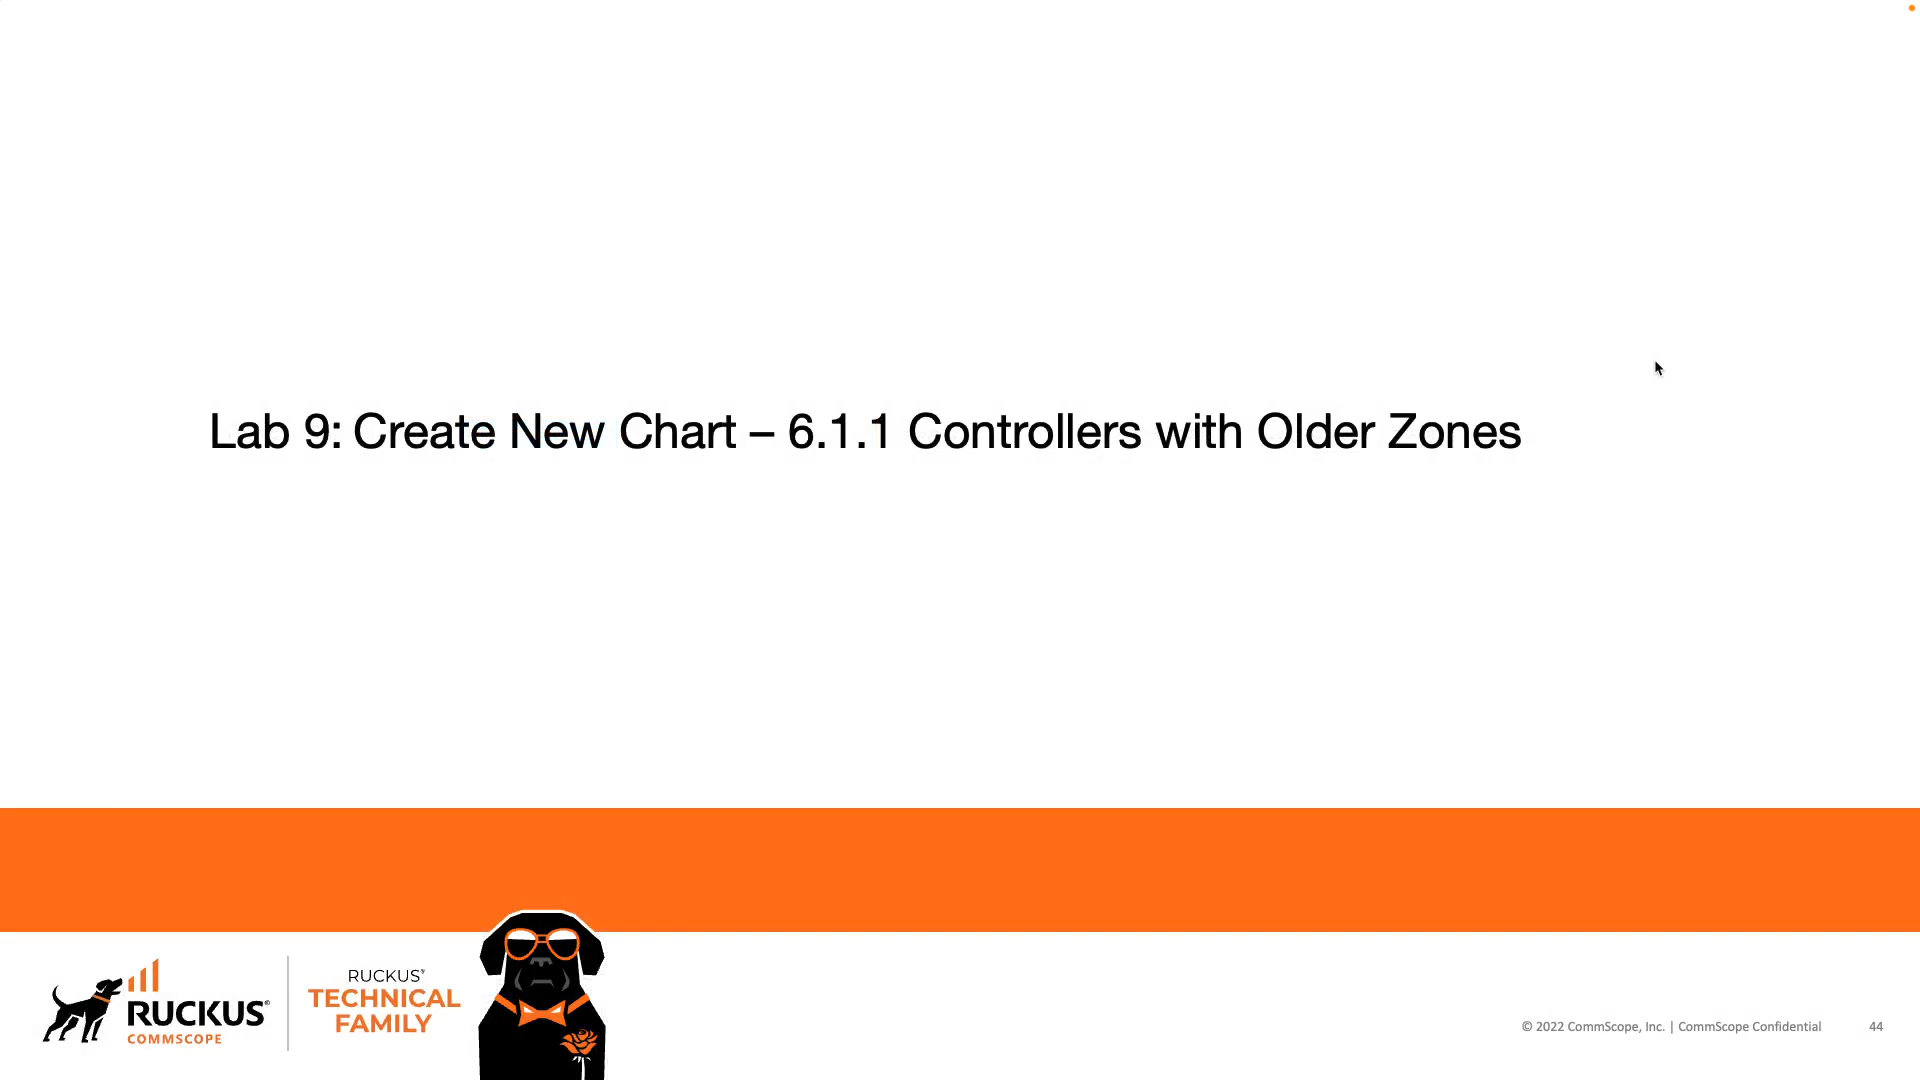 Lab 9: Create New Chart – 6.1.1 Controllers with Older Zones
RUCKUS®
COMMSCOPE
RUCKUS®
TECHNICAL
FAMILY
© 2022 CommScope, Inc. | CommScope Confidential
44